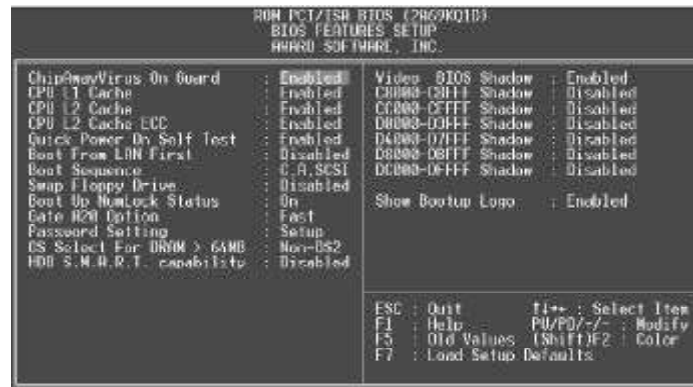 ROM PCI/ISA BIOS (2A69KQ1D)
BIOS FEATURES SETUP
AWARD SOFTWARE, INC.
ChipAwayVirus On Guard : Enabled
CPU L1 Cache : Enabled
CPU L2 Cache : Enabled
CPU L2 Cache ECC : Enabled
Quick Power On Self Test : Enabled
Boot From LAN First : Disabled
Boot Sequence : C,A,SCSI
Swap Floppy Drive : Disabled
Boot Up NumLock Status : On
Gate A20 Option : Fast
Password Setting : Setup
OS Select For DRAM > 64MB : Non-OS2
HDD S.M.A.R.T. capability : Disabled
Video BIOS Shadow : Enabled
C8000-CBFFF Shadow : Disabled
CC000-CFFFF Shadow : Disabled
D0000-D3FFF Shadow : Disabled
D4000-D7FFF Shadow : Disabled
D8000-DBFFF Shadow : Disabled
DC000-DFFFF Shadow : Disabled
Show Bootup Logo : Enabled
ESC : Quit ↑↓→← : Select Item
F1 : Help PU/PD/+/- : Modify
F5 : Old Values (Shift)F2 : Color
F7 : Load Setup Defaults